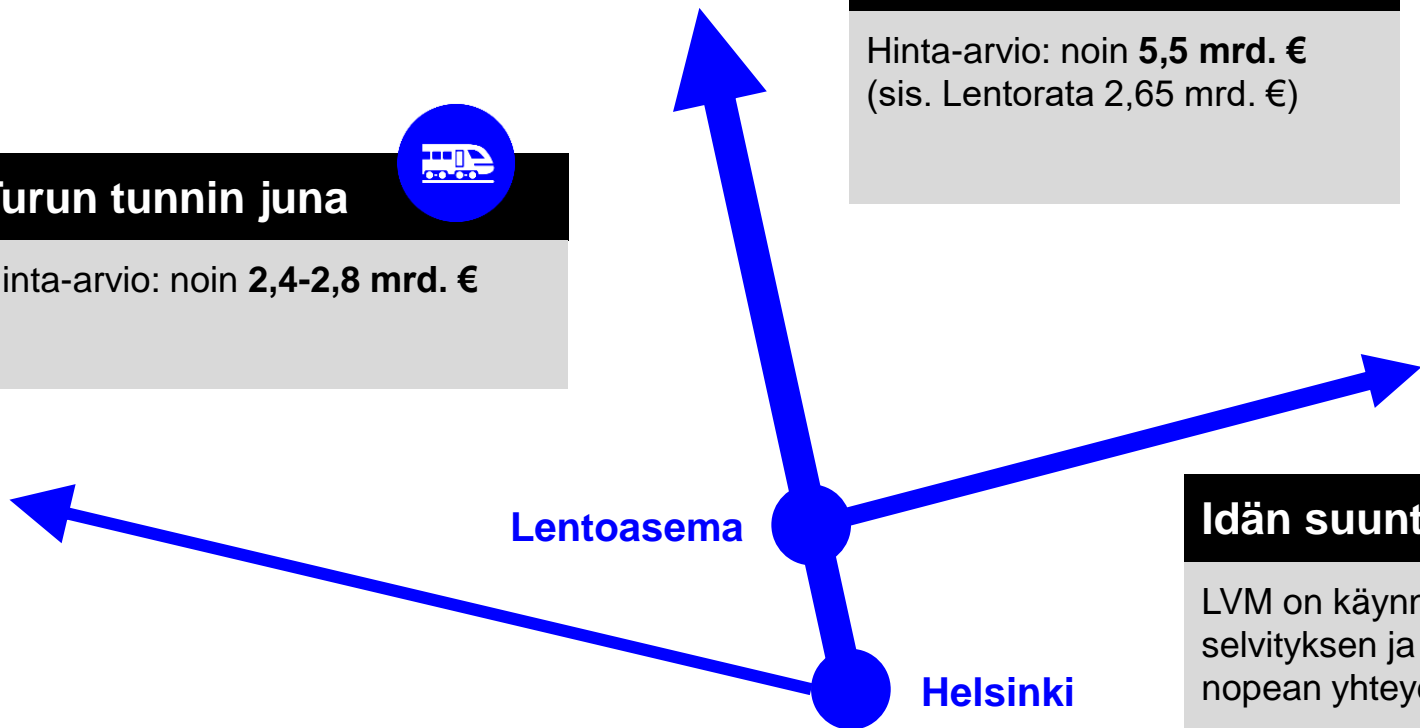 Hinta-arvio: noin 5,5 mrd. €
(sis. Lentorata 2,65 mrd. €)
Turun tunnin juna
inta-arvio: noin 2,4-2,8 mrd. €
Lentoasema
Helsinki
Idän suunt
LVM on käynn
selvityksen ja
nopean yhteye